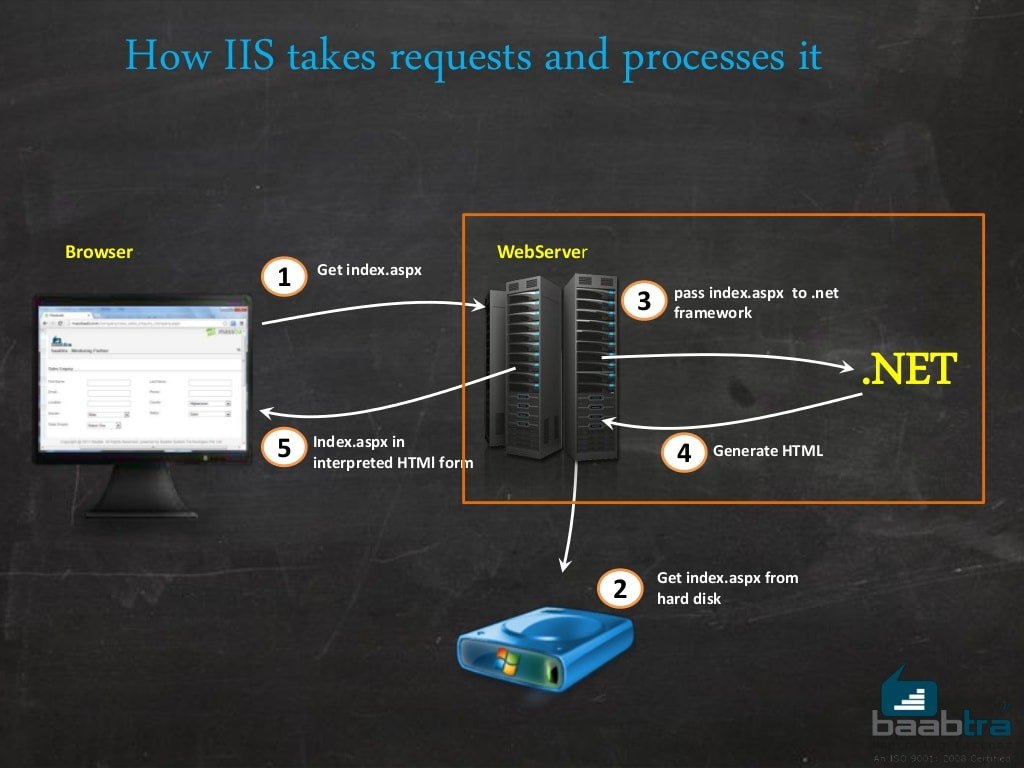 How IIS takes requests and processes it
Browser
WebServer
1
Get index.aspx
3
pass index.aspx to .net
framework
.NET
5
Index.aspx in
interpreted HTMl form
4
Generate HTML
2
Get index.aspx from
hard disk
baabtra
An ISO 9001: 2008 Certified